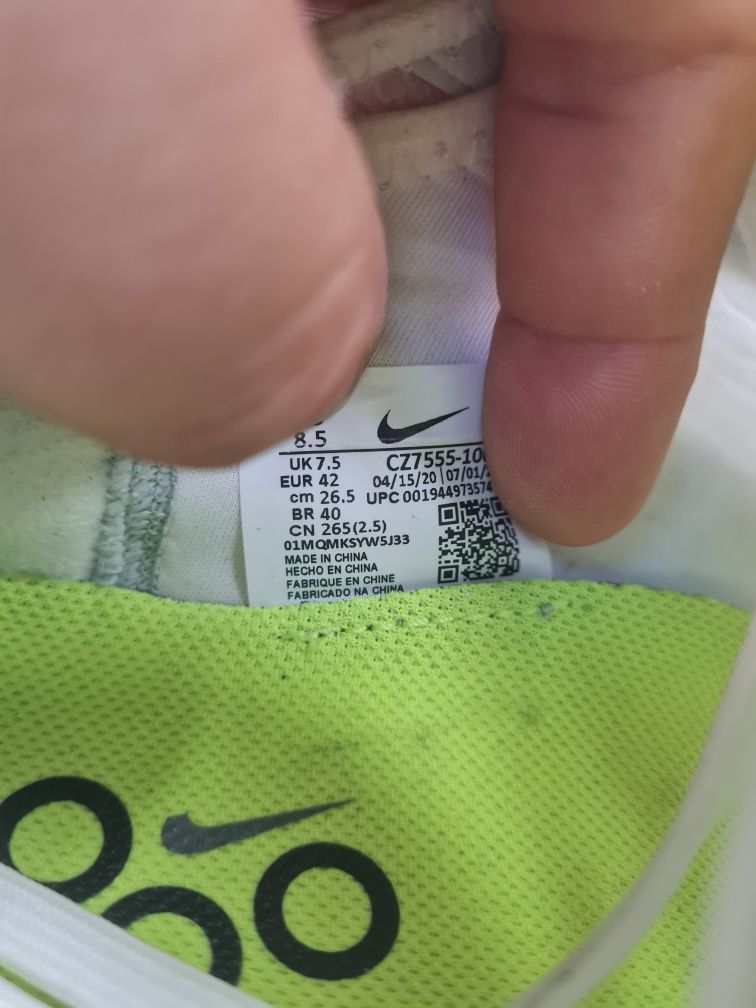 8.5
UK 7.5
CZ7555-10
EUR 42
04/15/20 07/01/
cm 26.5
UPC 00194497357
BR 40
CN 265(2.5)
01MQMKSYW5J33
MADE IN CHINA
HECHO EN CHINA
FABRIQUE EN CHINE
FABRICADO NA CHINA